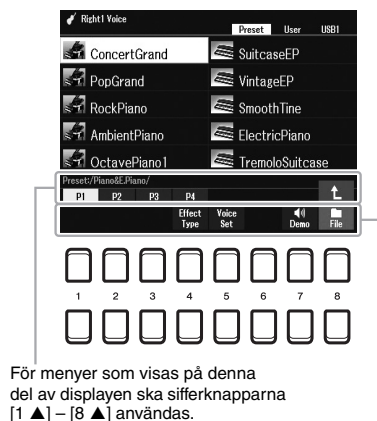 Right1 Voice
Preset User USB1
ConcertGrand SuitcaseEP
PopGrand VintageEP
RockPiano SmoothTine
AmbientPiano ElectricPiano
OctavePiano1 TremoloSuitcase
Preset:/Piano&E.Piano/
P1 P2 P3 P4
Effect Type Voice Set Demo File
1 2 3 4 5 6 7 8
För menyer som visas på denna
del av displayen ska sifferknapparna
[1 ▲] – [8 ▲] användas.